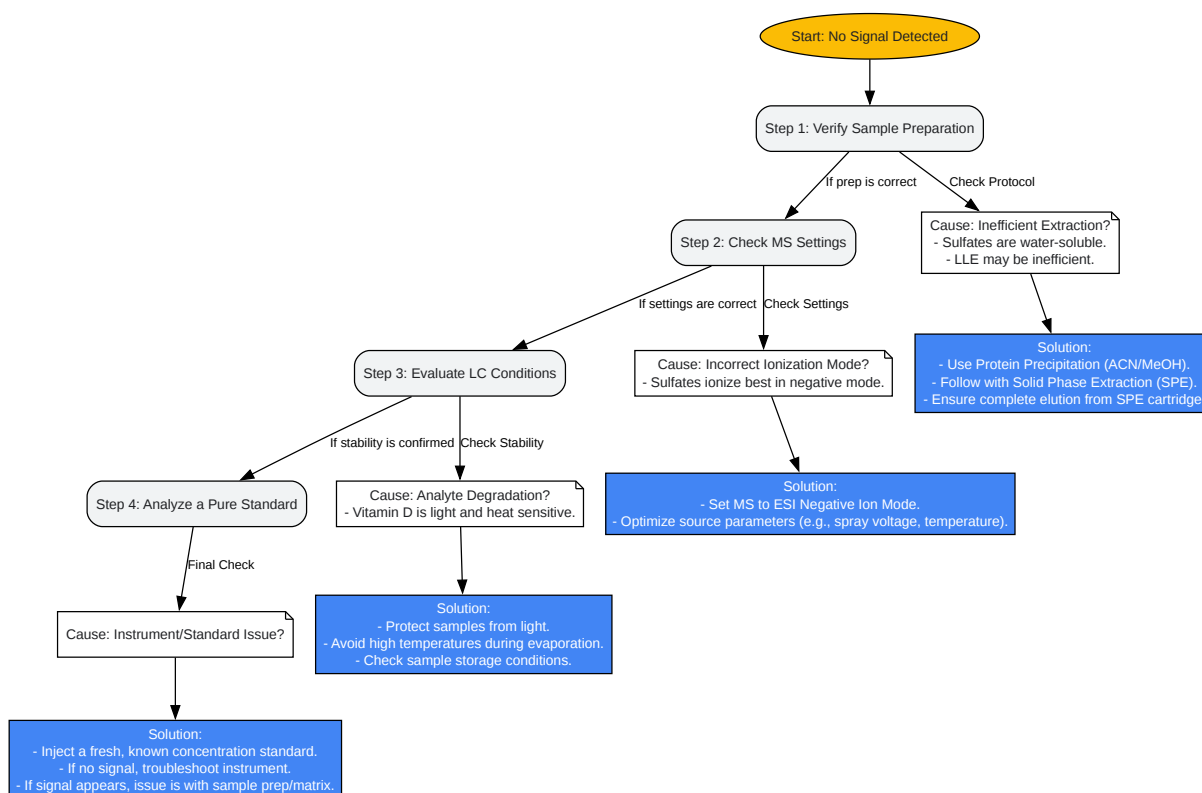 Start: No Signal Detected
Step 1: Verify Sample Preparation
If prep is correct
Check Protocol
Step 2: Check MS Settings
Cause: Inefficient Extraction?
- Sulfates are water-soluble.
- LLE may be inefficient.
If settings are correct
Check Settings
Solution:
- Use Protein Precipitation (ACN/MeOH).
- Follow with Solid Phase Extraction (SPE).
- Ensure complete elution from SPE cartridge
Step 3: Evaluate LC Conditions
Cause: Incorrect Ionization Mode?
- Sulfates ionize best in negative mode.
If stability is confirmed
Check Stability
Solution:
- Set MS to ESI Negative Ion Mode.
- Optimize source parameters (e.g., spray voltage, temperature).
Step 4: Analyze a Pure Standard
Cause: Analyte Degradation?
- Vitamin D is light and heat sensitive.
Final Check
Solution:
- Protect samples from light.
- Avoid high temperatures during evaporation.
- Check sample storage conditions.
Cause: Instrument/Standard Issue?
Solution:
- Inject a fresh, known concentration standard.
- If no signal, troubleshoot instrument.
- If signal appears, issue is with sample prep/matrix.